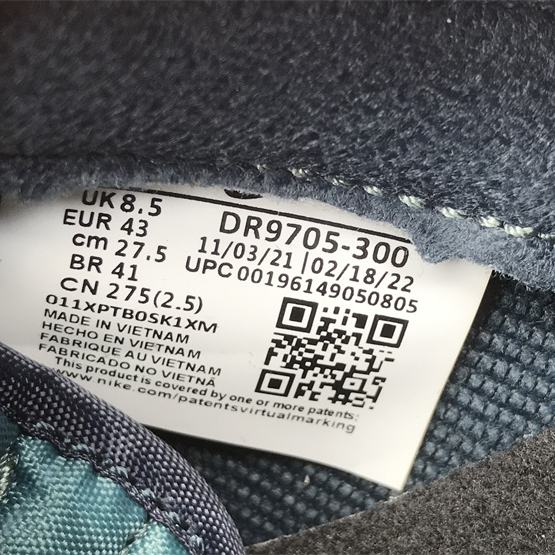 UK 8.5
EUR 43
cm 27.5
BR 41
CN 275(2.5)
DR9705-300
11/03/21 | 02/18/22
UPC 00196149050805
011XPTB0SK1XM
MADE IN VIETNAM
HECHO EN VIETNAM
FABRIQUE AU VIETNAM
FABRICADO NO VIETNÃ
This product is covered by one or more patents:
www.nike.com/patentsvirtualmarking